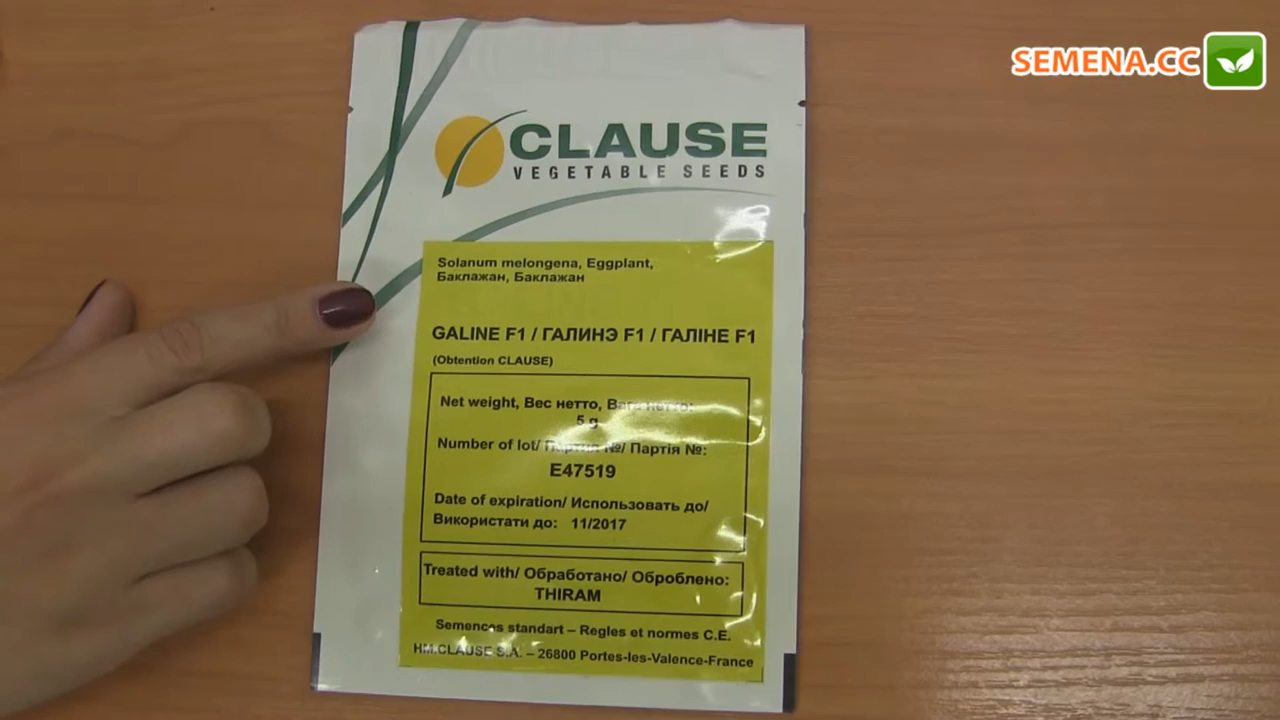 SEMENA.CC
CLAUSE
VEGETABLE SEEDS
Solanum melongena, Eggplant,
Баклажан, Баклажан
GALINE F1 / ГАЛИНЭ F1 / ГАЛІНЕ F1
(Obtention CLAUSE)
Net weight, Вес нетто, Вага нетто:
5 g
Number of lot/ Партия №/ Партія №:
E47519
Date of expiration/ Использовать до/
Використати до: 11/2017
Treated with/ Обработано/ Оброблено:
THIRAM
Semences standart – Regles et normes C.E.
HM.CLAUSE S.A. – 26800 Portes-les-Valence-France